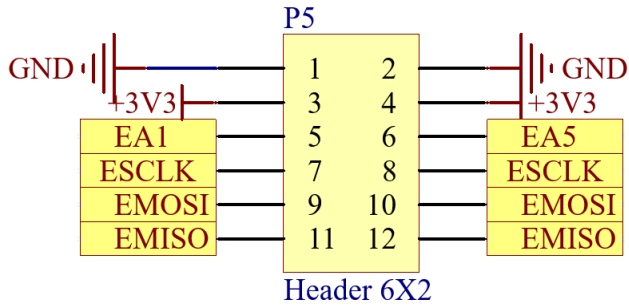 P5
GND 1 2 GND
+3V3 3 4 +3V3
EA1 5 6 EA5
ESCLK 7 8 ESCLK
EMOSI 9 10 EMOSI
EMISO 11 12 EMISO
Header 6X2